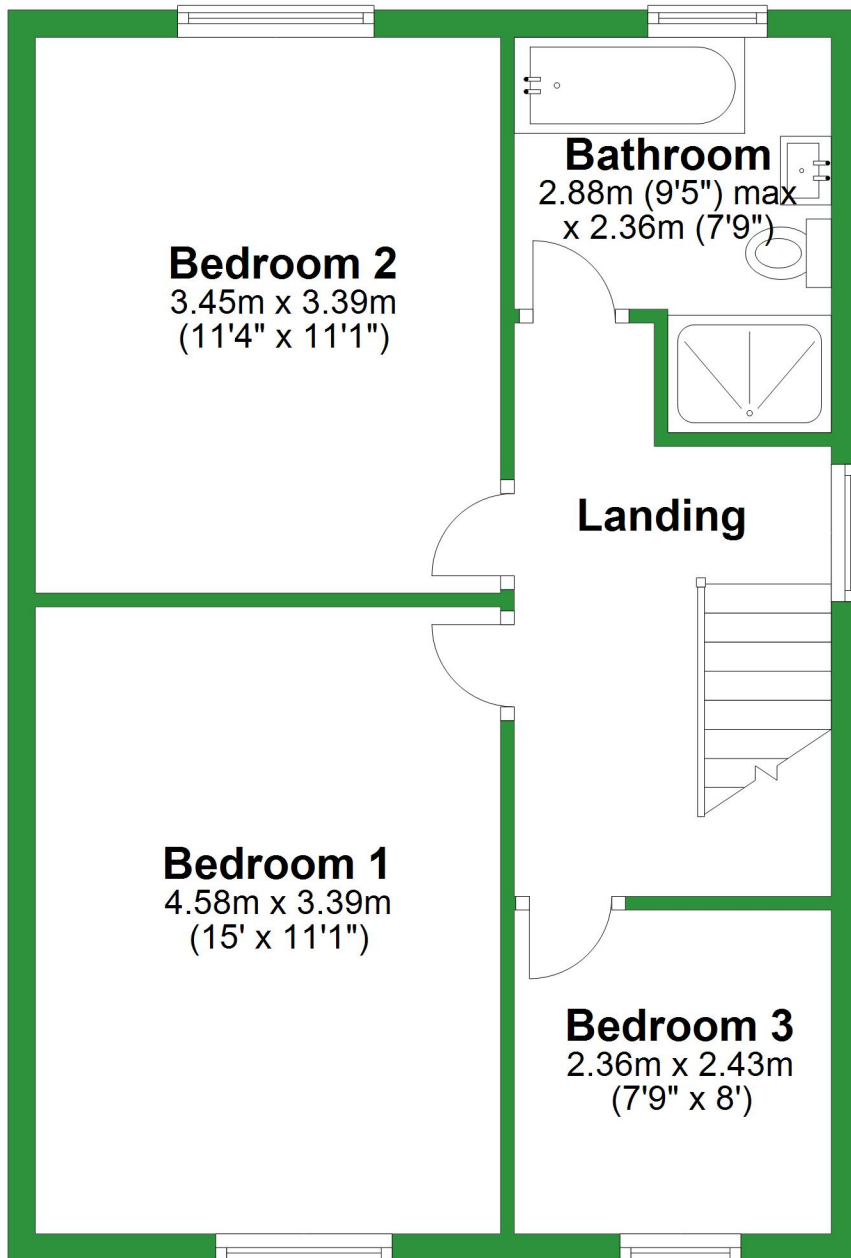 Bathroom
2.88m (9'5") max
x 2.36m (7'9")
Bedroom 2
3.45m x 3.39m
(11'4" x 11'1")
Landing
Bedroom 1
4.58m x 3.39m
(15' x 11'1")
Bedroom 3
2.36m x 2.43m
(7'9" x 8')